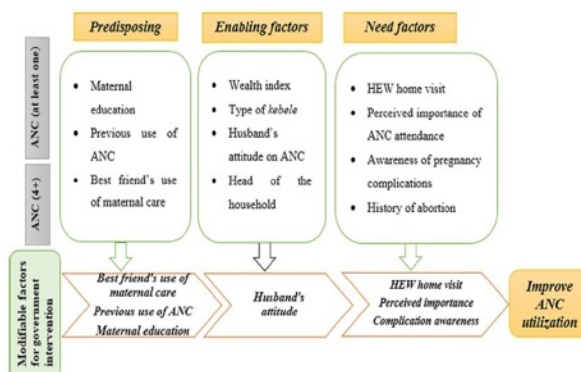 Predisposing
Enabling factors
Need factors
ANC (at least one)
ANC (4+)
• Maternal
education
• Previous use of
ANC
• Best friend's use
of maternal care
• Wealth index
• Type of kebele
• Husband's
attitude on ANC
• Head of the
household
• HEW home visit
• Perceived importance of
ANC attendance
• Awareness of pregnancy
complications
• History of abortion
Modifiable factors
for government
intervention
Best friend's use of
maternal care
Previous use of ANC
Maternal education
Husband's
attitude
HEW home visit
Perceived importance
Complication awareness
Improve
ANC
utilization